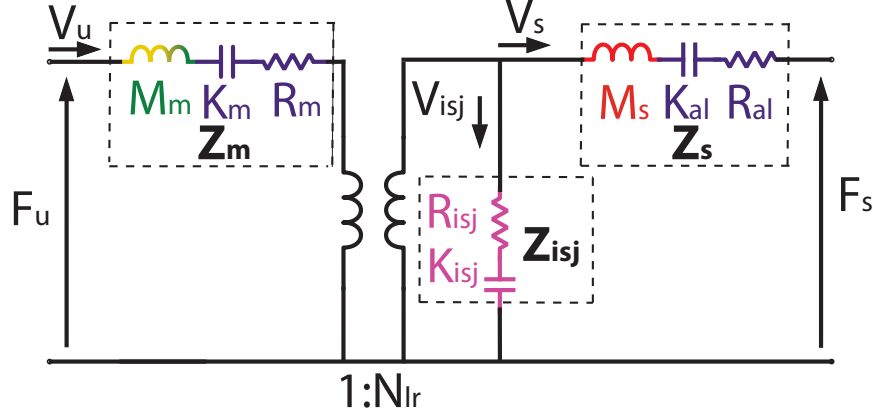 Vu
Vs
Mm Km Rm
Zm
Visj
Ms Kal Ral
Zs
Fu
Risj
Kisj
Zisj
Fs
1:Nlr